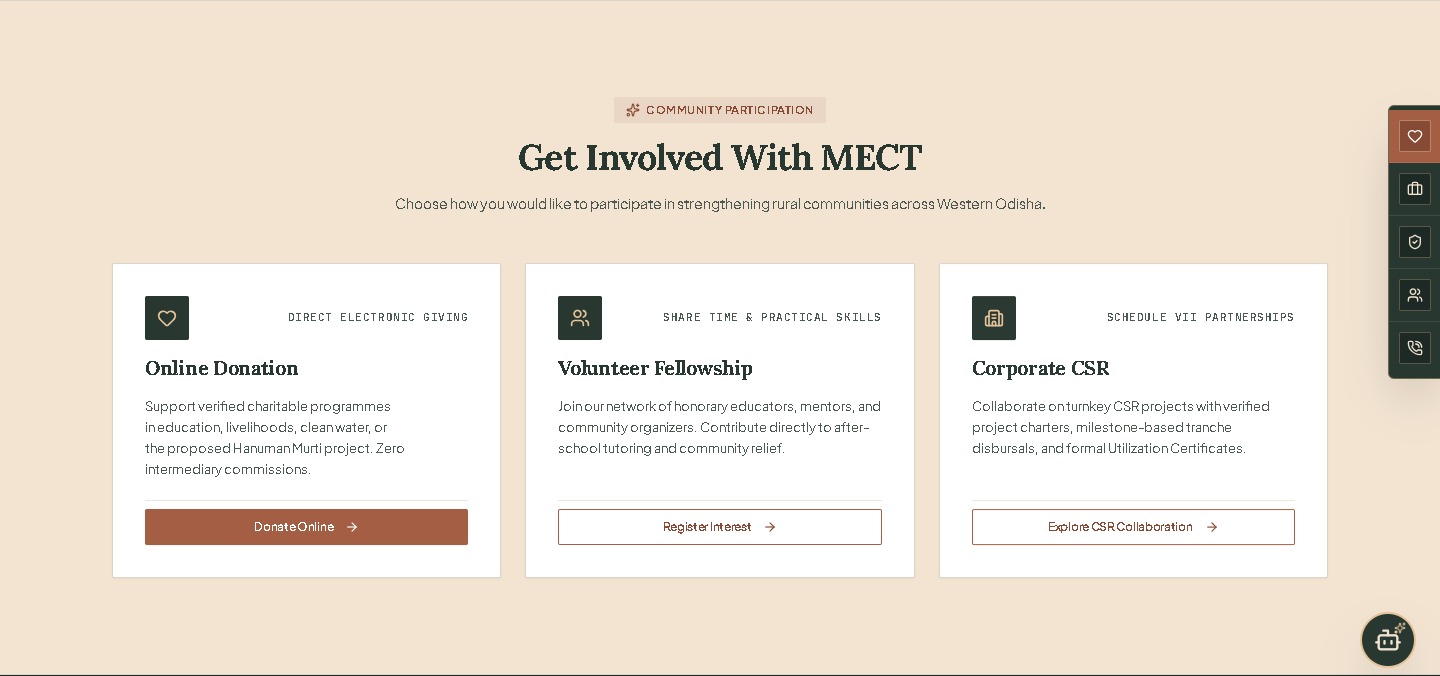 COMMUNITY PARTICIPATION
Get Involved With MECT
Choose how you would like to participate in strengthening rural communities across Western Odisha.
DIRECT ELECTRONIC GIVING
Online Donation
Support verified charitable programmes
in education, livelihoods, clean water, or
the proposed Hanuman Murti project. Zero
intermediary commissions.
Donate Online
SHARE TIME & PRACTICAL SKILLS
Volunteer Fellowship
Join our network of honorary educators, mentors, and
community organizers. Contribute directly to after-
school tutoring and community relief.
Register Interest
SCHEDULE VII PARTNERSHIPS
Corporate CSR
Collaborate on turnkey CSR projects with verified
project charters, milestone-based tranche
disbursals, and formal Utilization Certificates.
Explore CSR Collaboration